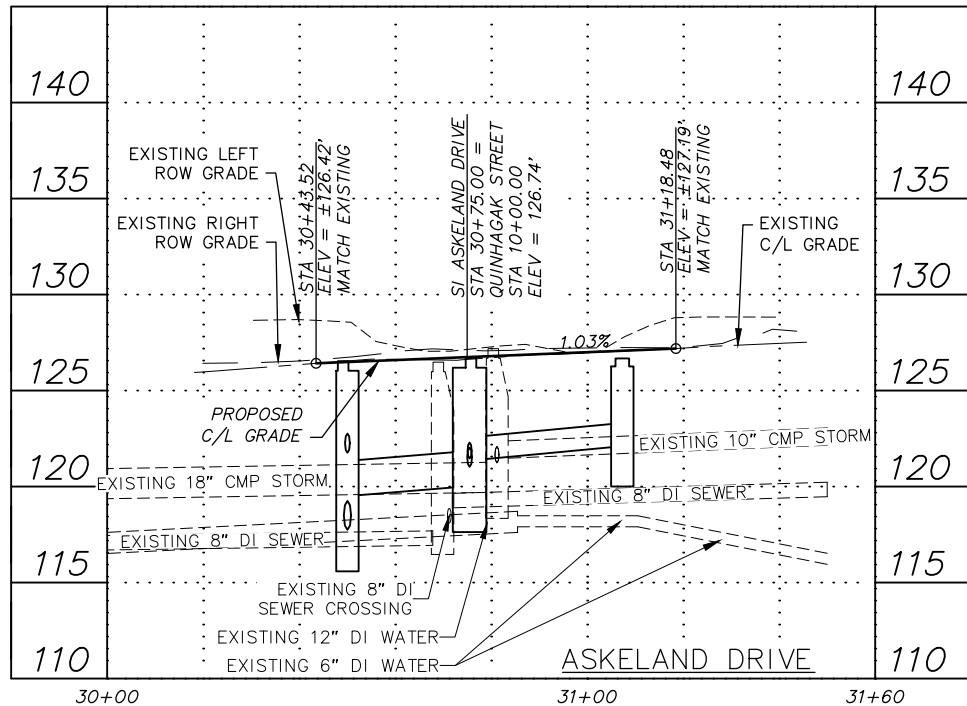 140
140
135
135
130
130
125
125
120
120
115
115
110
110
EXISTING LEFT
ROW GRADE
EXISTING RIGHT
ROW GRADE
STA 30+43.52
ELEV = ±126.42'
MATCH EXISTING
SI ASKELAND DRIVE
STA 30+75.00 =
QUINHAGAK STREET
STA 10+00.00
ELEV = 126.74'
STA 31+18.48
ELEV = ±127.19'
MATCH EXISTING
EXISTING
C/L GRADE
1.03%
PROPOSED
C/L GRADE
EXISTING 10" CMP STORM
EXISTING 18" CMP STORM
EXISTING 8" DI SEWER
EXISTING 8" DI SEWER
EXISTING 8" DI
SEWER CROSSING
EXISTING 12" DI WATER
EXISTING 6" DI WATER
ASKELAND DRIVE
30+00
31+00
31+60